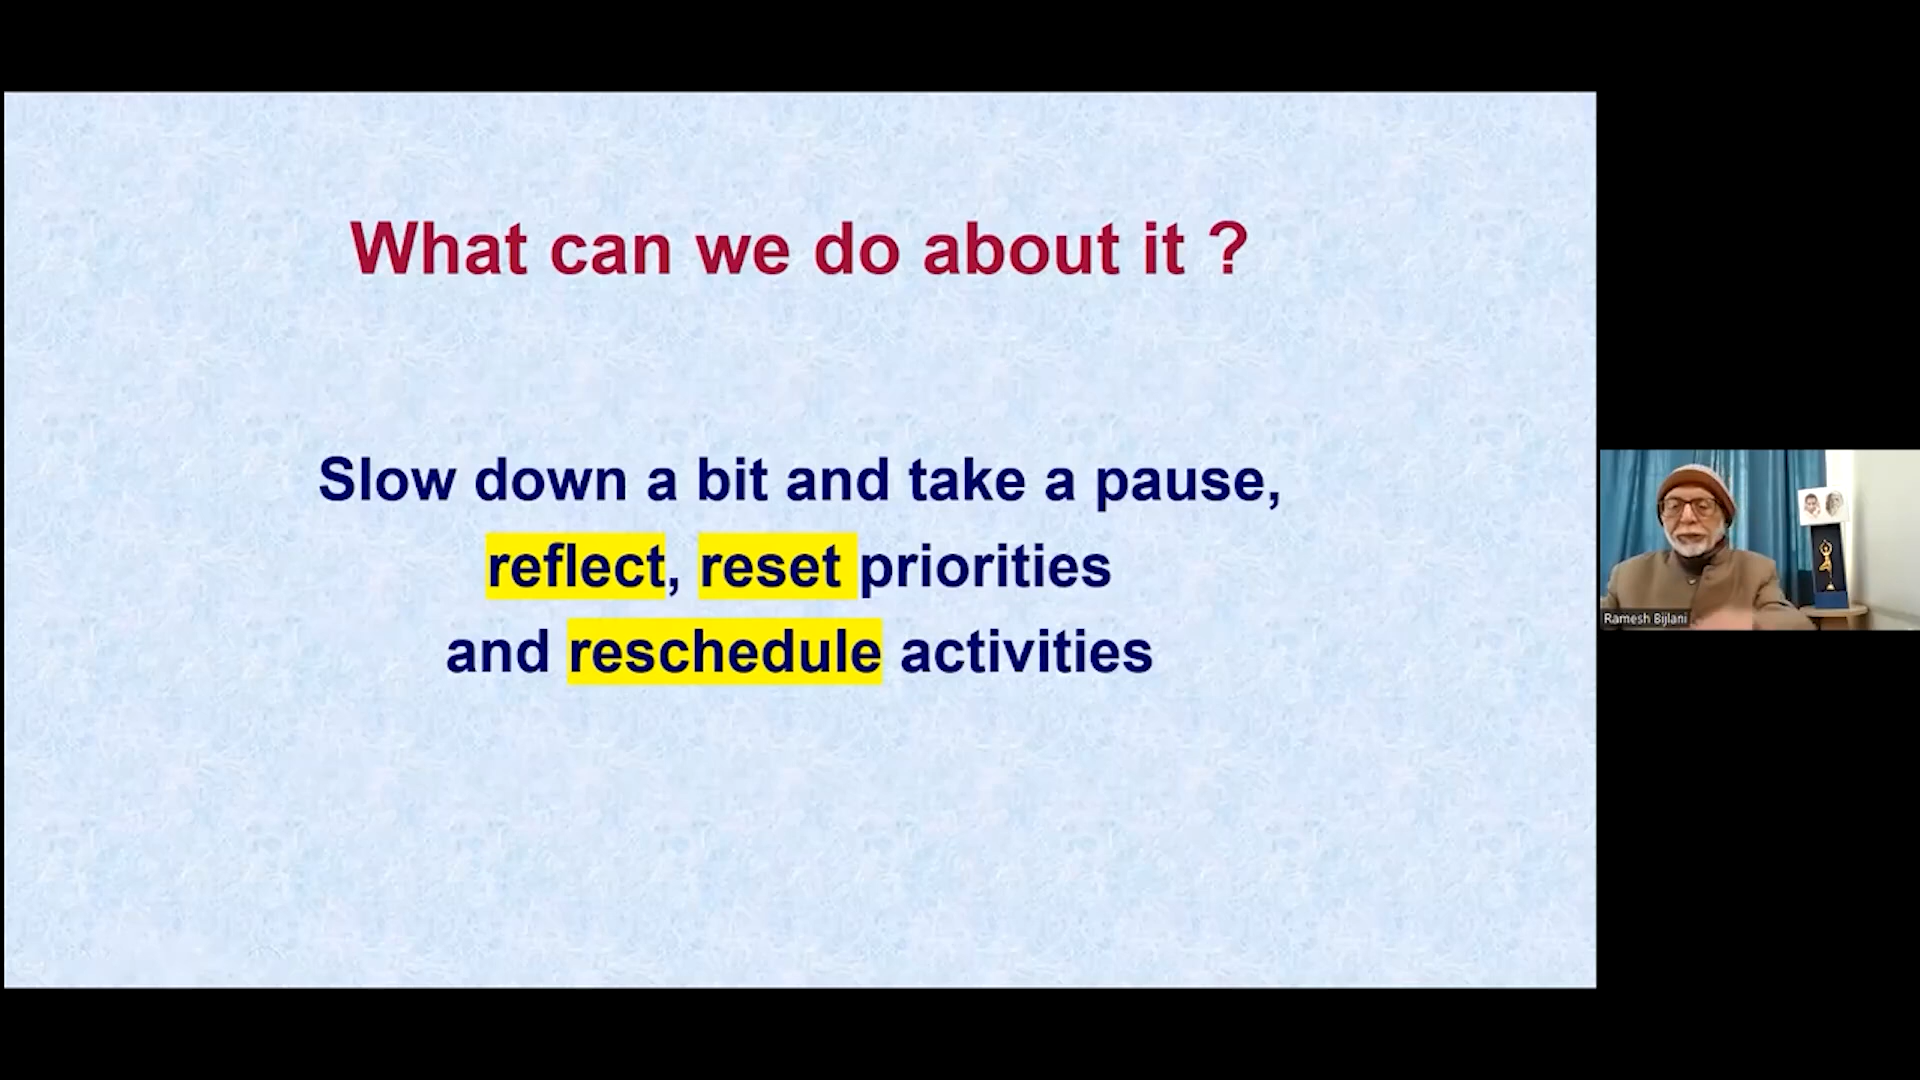 What can we do about it ?
Slow down a bit and take a pause,
reflect, reset priorities
and reschedule activities
Ramesh Bijlani